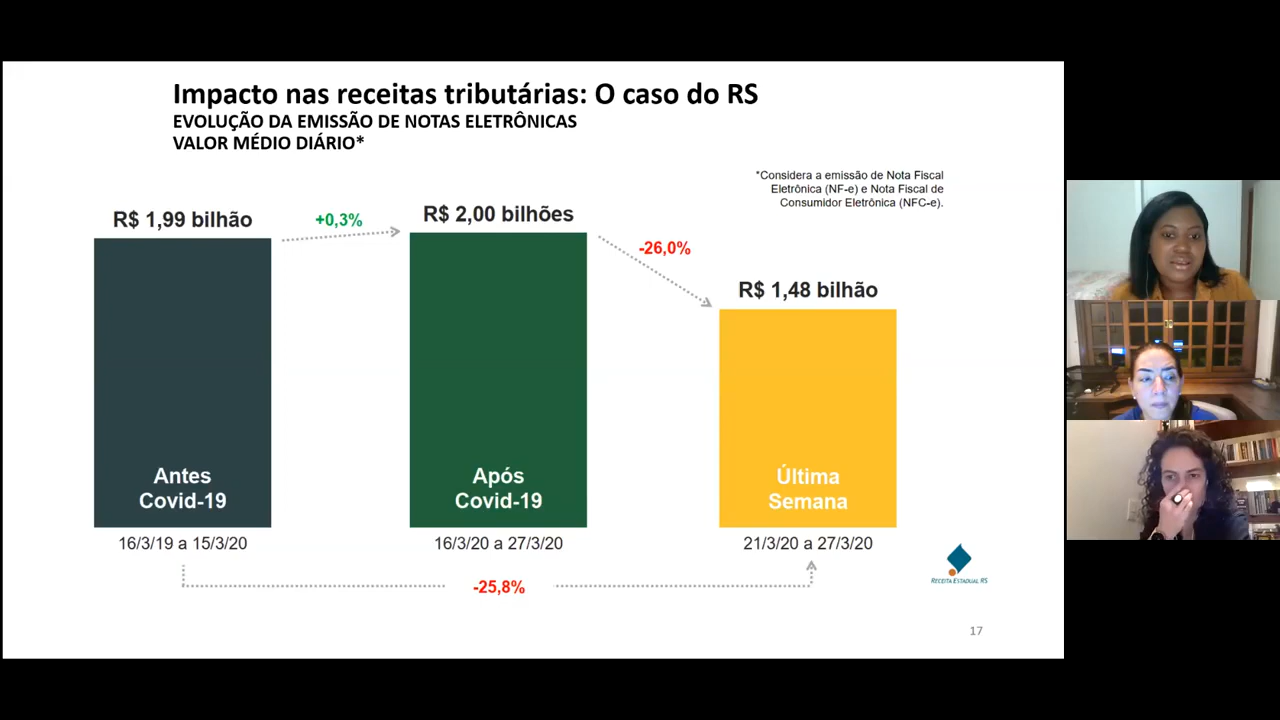 Impacto nas receitas tributárias: O caso do RS
EVOLUÇÃO DA EMISSÃO DE NOTAS ELETRÔNICAS
VALOR MÉDIO DIÁRIO*
*Considera a emissão de Nota Fiscal
Eletrônica (NF-e) e Nota Fiscal de
Consumidor Eletrônica (NFC-e).
R$ 1,99 bilhão
+0,3%
R$ 2,00 bilhões
-26,0%
R$ 1,48 bilhão
Antes
Covid-19
Após
Covid-19
Última
Semana
16/3/19 a 15/3/20
16/3/20 a 27/3/20
21/3/20 a 27/3/20
-25,8%
RECEITA ESTADUAL RS
17